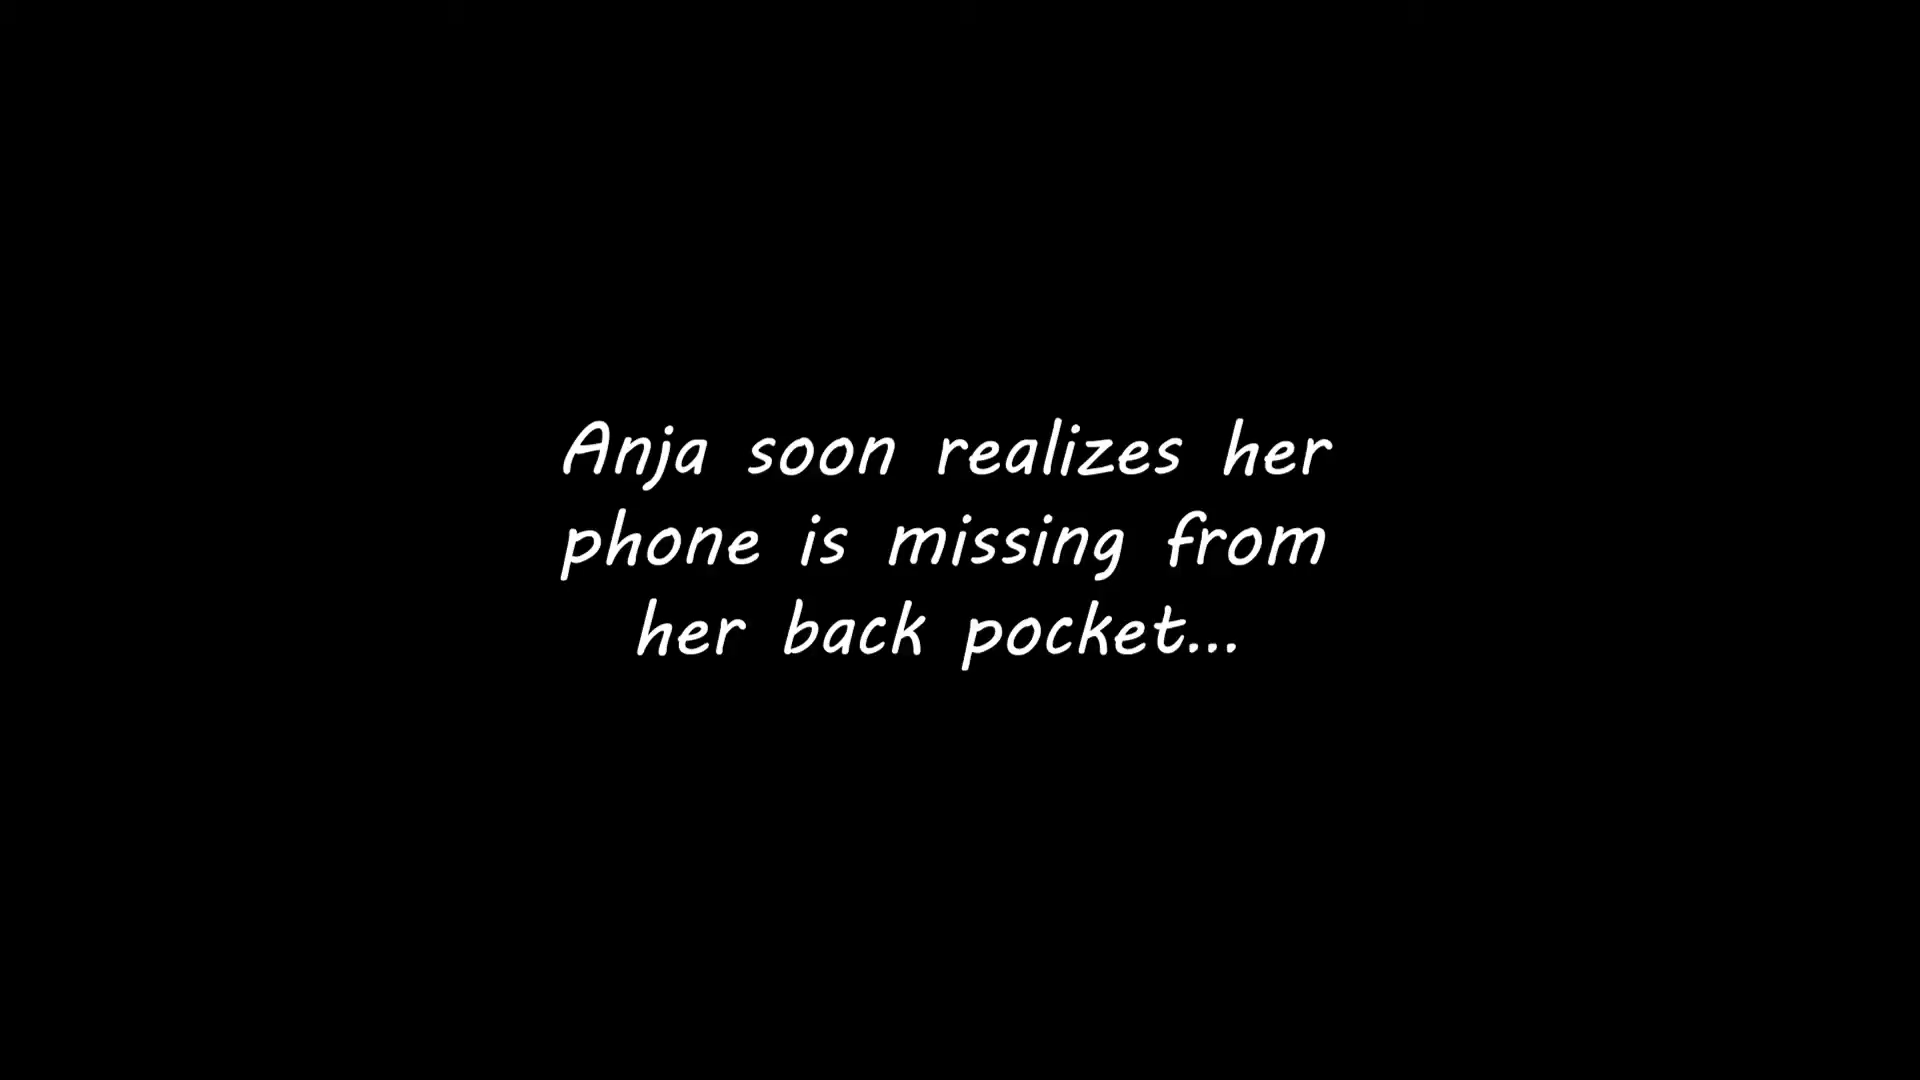 Anja soon realizes her
phone is missing from
her back pocket...